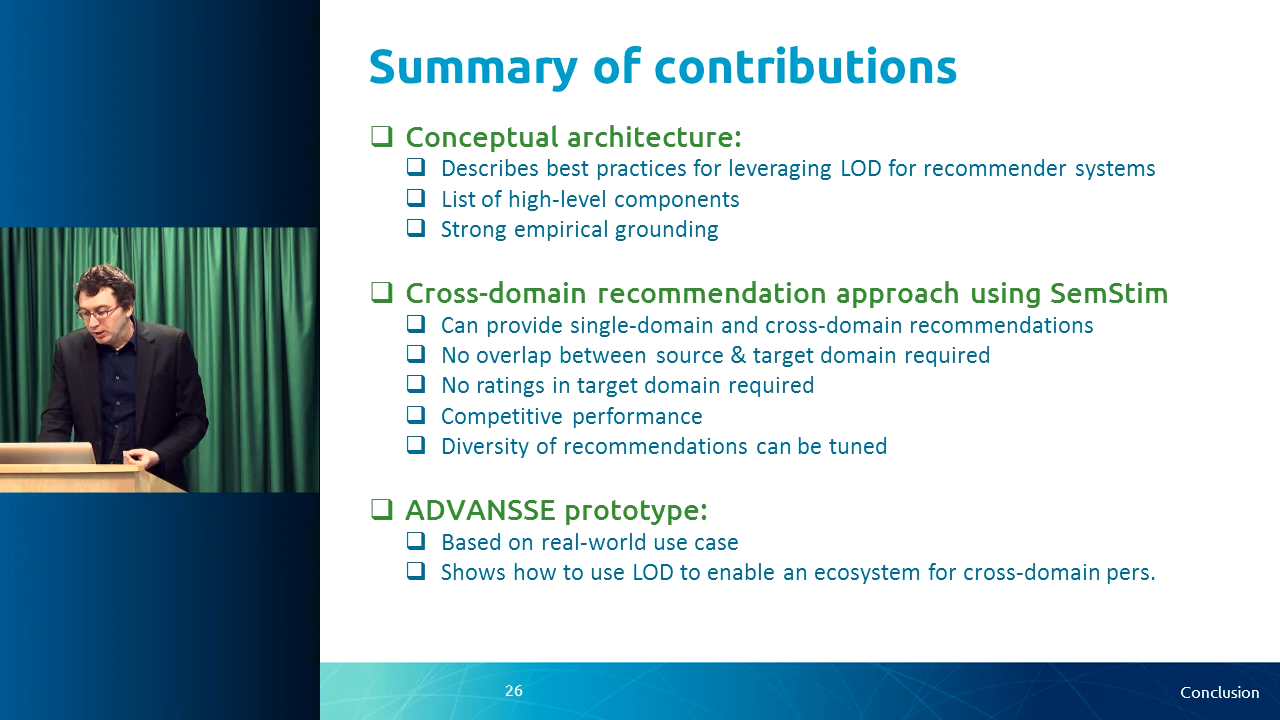 Summary of contributions
Conceptual architecture:
Describes best practices for leveraging LOD for recommender systems
List of high-level components
Strong empirical grounding
Cross-domain recommendation approach using SemStim
Can provide single-domain and cross-domain recommendations
No overlap between source & target domain required
No ratings in target domain required
Competitive performance
Diversity of recommendations can be tuned
ADVANSSE prototype:
Based on real-world use case
Shows how to use LOD to enable an ecosystem for cross-domain pers.
26
Conclusion